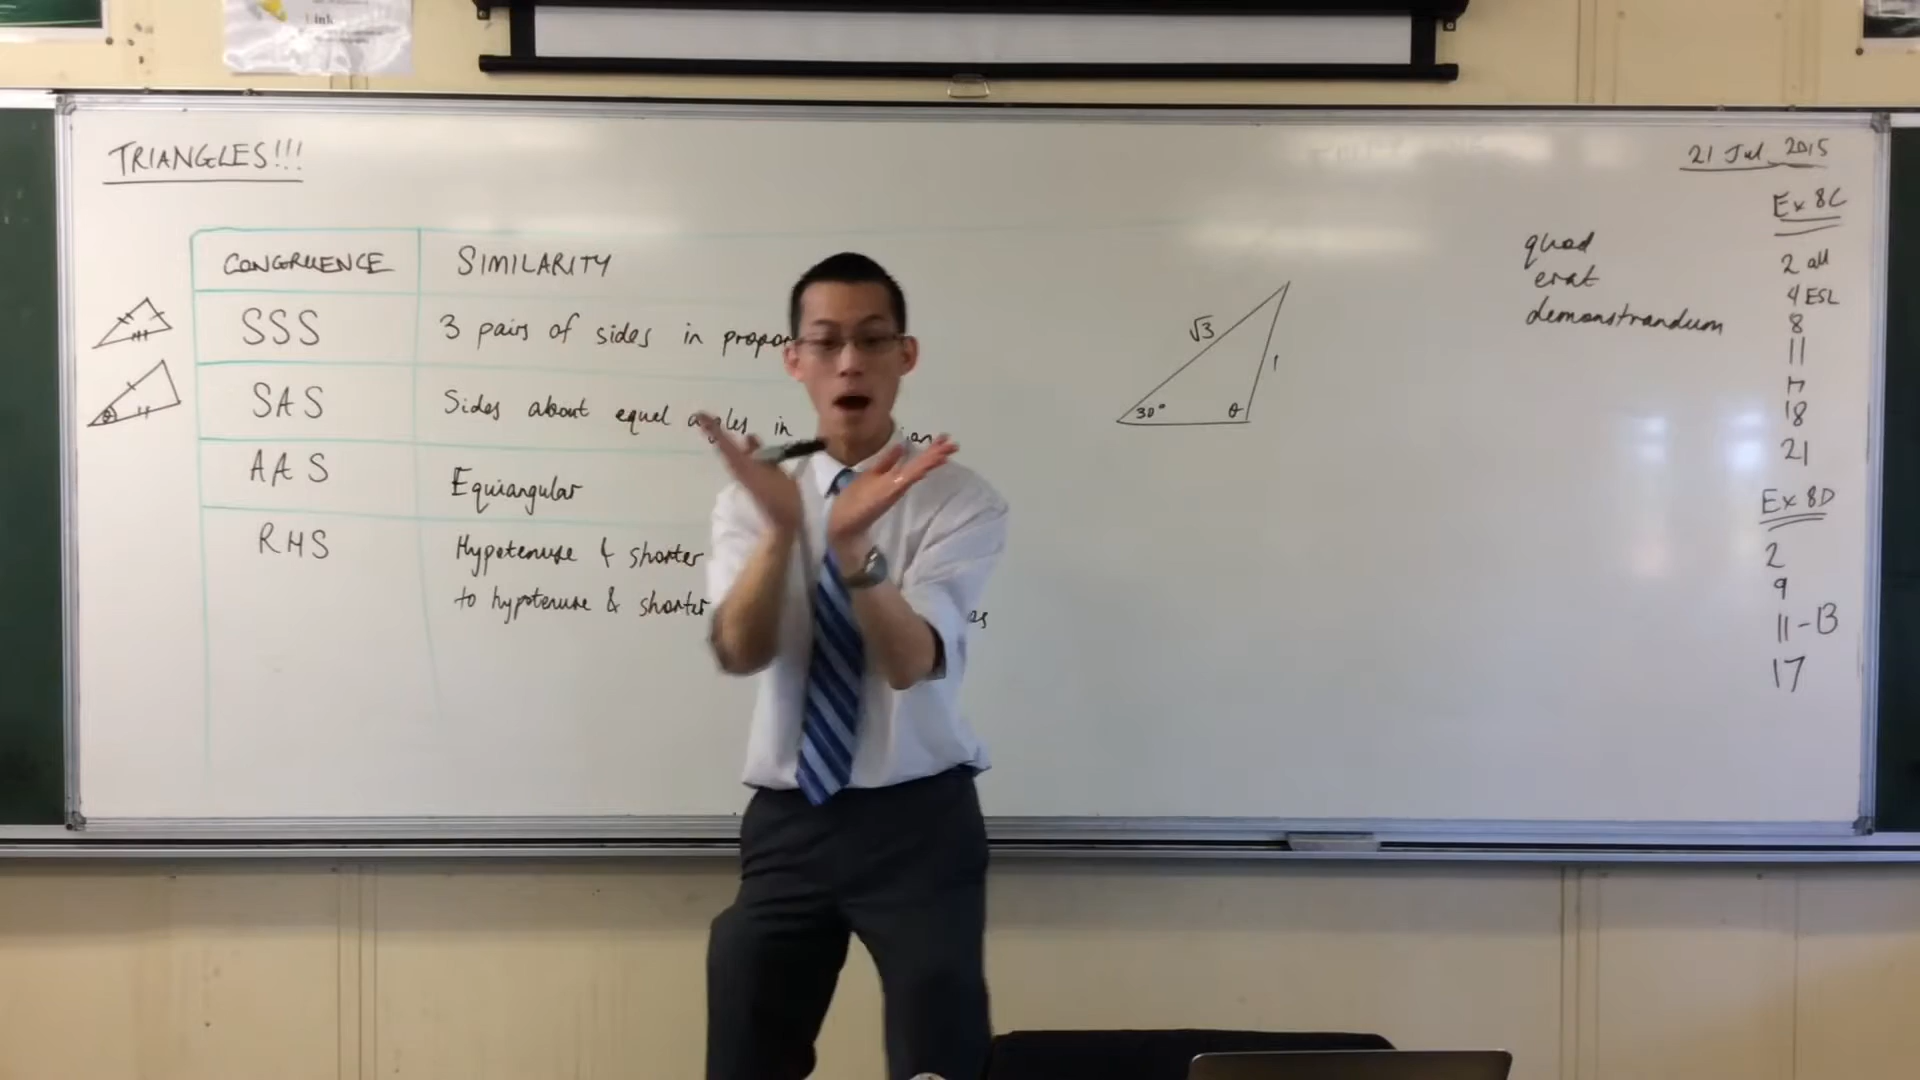 Link
TRIANGLES!!!
21 Jul 2015
CONGRUENCE
SIMILARITY
SSS
3 pairs of sides in
SAS
Sides about equal angles in
AAS
Equiangular
RHS
Hypotenuse & shorter
to hypotenuse & shorter
√3
1
30°
θ
θ
quod
erat
demonstrandum
Ex 8C
2 all
4 ESL
8
11
18
21
Ex 8D
2
9
11-13
17